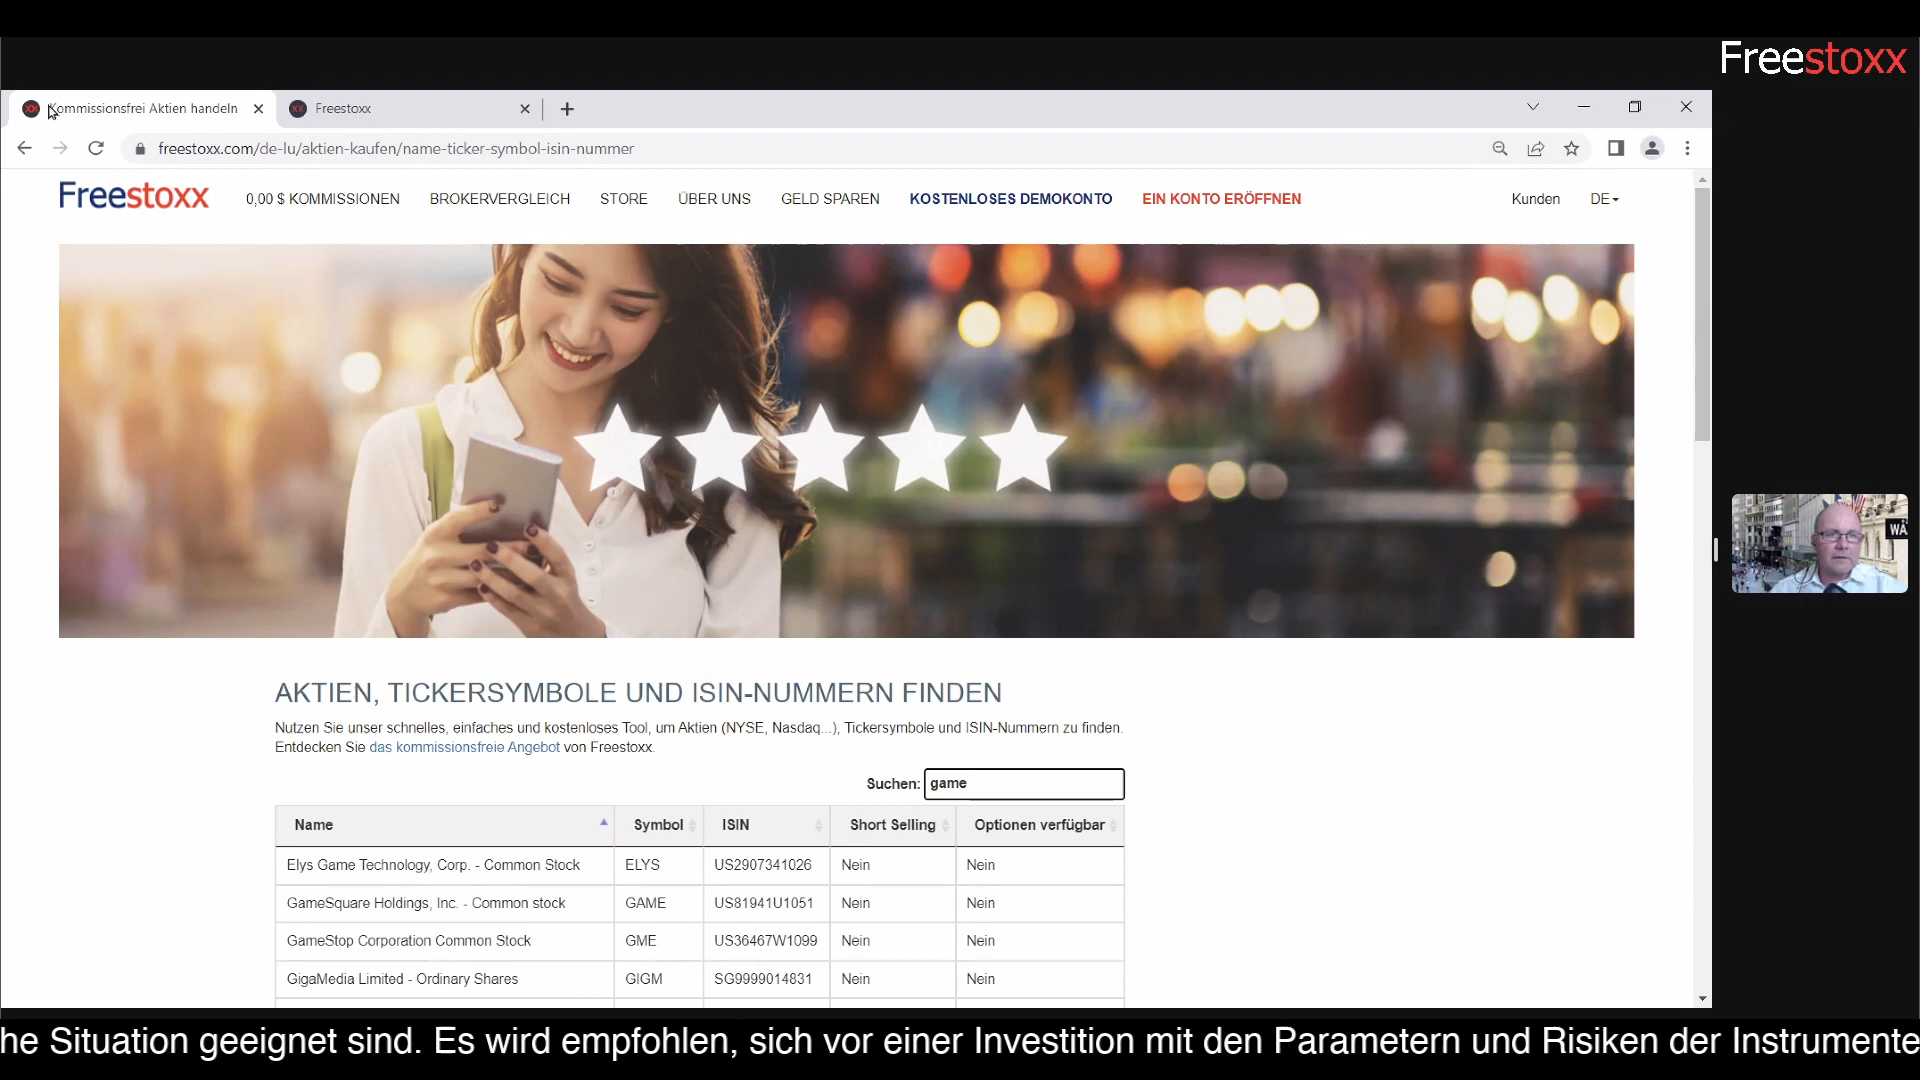 Freestoxx
Kommissionsfrei Aktien handeln
Freestoxx
freestoxx.com/de-lu/aktien-kaufen/name-ticker-symbol-isin-nummer
Freestoxx 0,00 $ KOMMISSIONEN BROKERVERGLEICH STORE ÜBER UNS GELD SPAREN KOSTENLOSES DEMOKONTO EIN KONTO ERÖFFNEN Kunden DE
WA
AKTIEN, TICKERSYMBOLE UND ISIN-NUMMERN FINDEN
Nutzen Sie unser schnelles, einfaches und kostenloses Tool, um Aktien (NYSE, Nasdaq...), Tickersymbole und ISIN-Nummern zu finden.
Entdecken Sie das kommissionsfreie Angebot von Freestoxx.
Suchen: game
Name Symbol ISIN Short Selling Optionen verfügbar
Elys Game Technology, Corp. - Common Stock ELYS US2907341026 Nein Nein
GameSquare Holdings, Inc. - Common stock GAME US81941U1051 Nein Nein
GameStop Corporation Common Stock GME US36467W1099 Nein Nein
GigaMedia Limited - Ordinary Shares GIGM SG9999014831 Nein Nein
he Situation geeignet sind. Es wird empfohlen, sich vor einer Investition mit den Parametern und Risiken der Instrumente